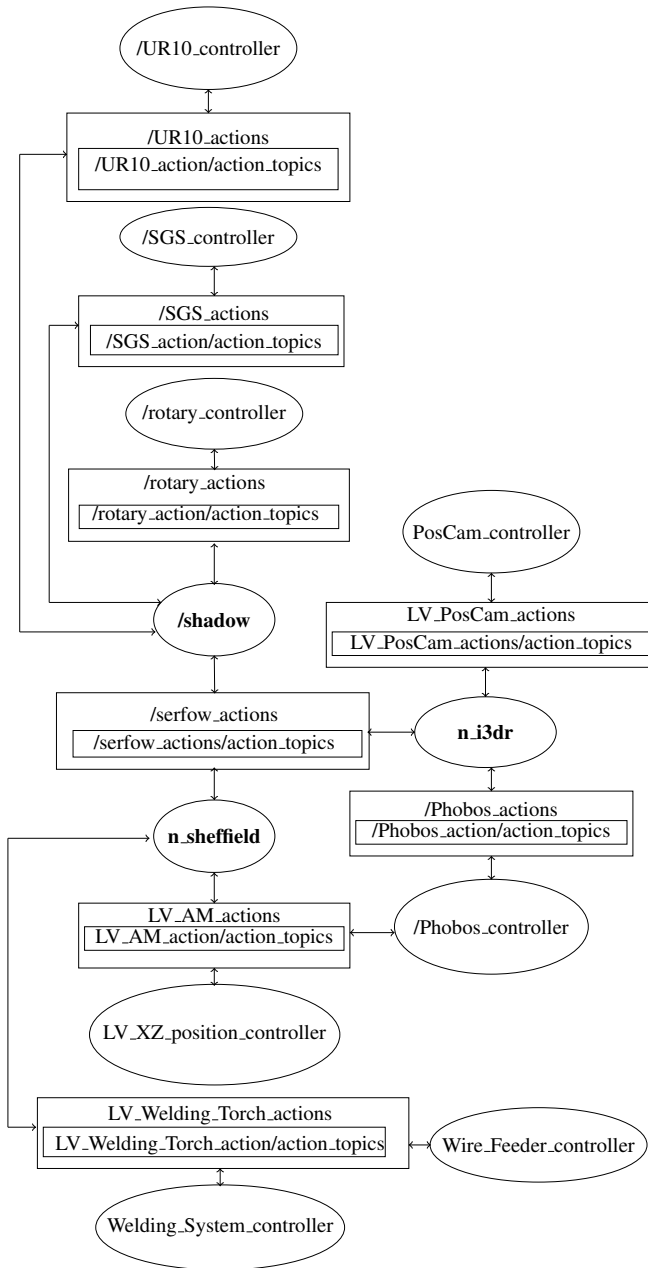 /UR10_controller
/UR10_actions
/UR10_action/action_topics
/SGS_controller
/SGS_actions
/SGS_action/action_topics
/rotary_controller
/rotary_actions
/rotary_action/action_topics
PosCam_controller
/shadow
LV_PosCam_actions
LV_PosCam_actions/action_topics
/serfow_actions
/serfow_actions/action_topics
n_i3dr
/Phobos_actions
/Phobos_action/action_topics
n_sheffield
LV_AM_actions
LV_AM_action/action_topics
/Phobos_controller
LV_XZ_position_controller
LV_Welding_Torch_actions
LV_Welding_Torch_action/action_topics
Wire_Feeder_controller
Welding_System_controller